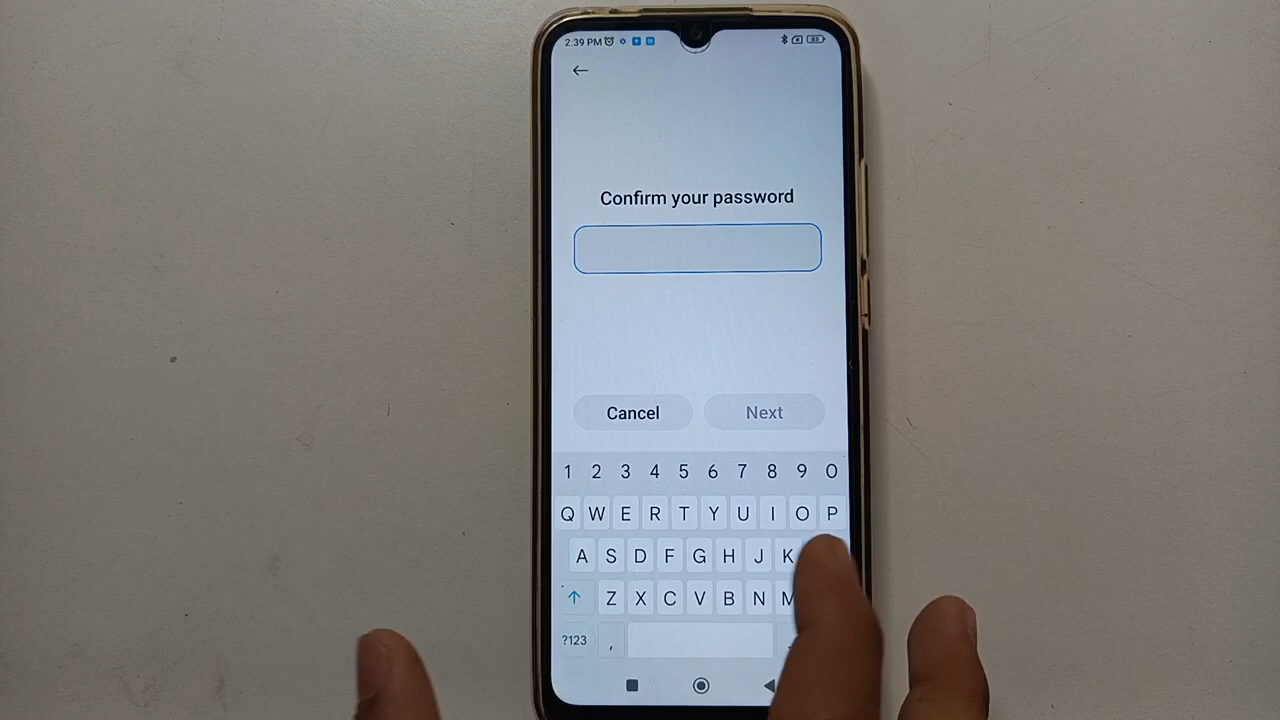 2:39 PM
83
Confirm your password
Cancel
Next
1 2 3 4 5 6 7 8 9 0
Q W E R T Y U I O P
A S D F G H J K
Z X C V B N M
?123 ,